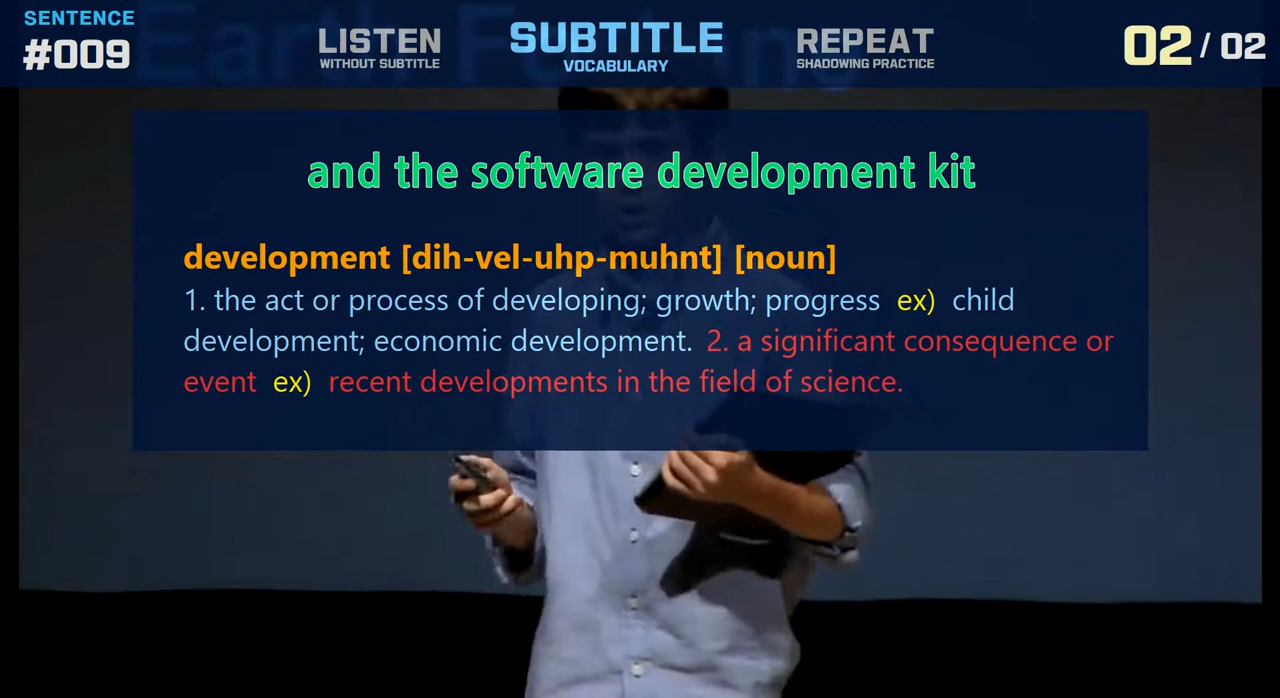 SENTENCE
#009
LISTEN
WITHOUT SUBTITLE
SUBTITLE
VOCABULARY
REPEAT
SHADOWING PRACTICE
02 / 02
and the software development kit
development [dih-vel-uhp-muhnt] [noun]
1. the act or process of developing; growth; progress ex) child
development; economic development. 2. a significant consequence or
event ex) recent developments in the field of science.